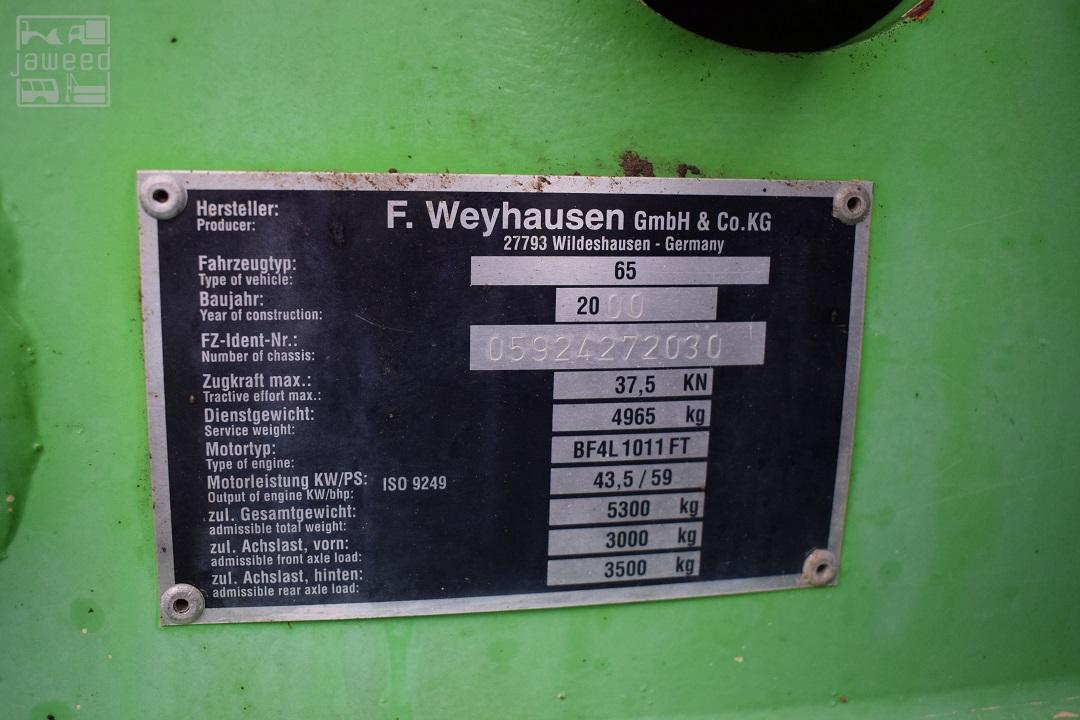 jaweed
Hersteller: F. Weyhausen GmbH & Co.KG
Producer:
27793 Wildeshausen - Germany
Fahrzeugtyp: 65
Type of vehicle:
Baujahr: 2000
Year of construction:
FZ-Ident-Nr.: 05924272030
Number of chassis:
Zugkraft max.: 37,5 KN
Tractive effort max.:
Dienstgewicht: 4965 kg
Service weight:
Motortyp: BF4L 1011 FT
Type of engine:
Motorleistung KW/PS: ISO 9249 43,5 / 59
Output of engine KW/bhp:
zul. Gesamtgewicht: 5300 kg
admissible total weight:
zul. Achslast, vorn: 3000 kg
admissible front axle load:
zul. Achslast, hinten: 3500 kg
admissible rear axle load: